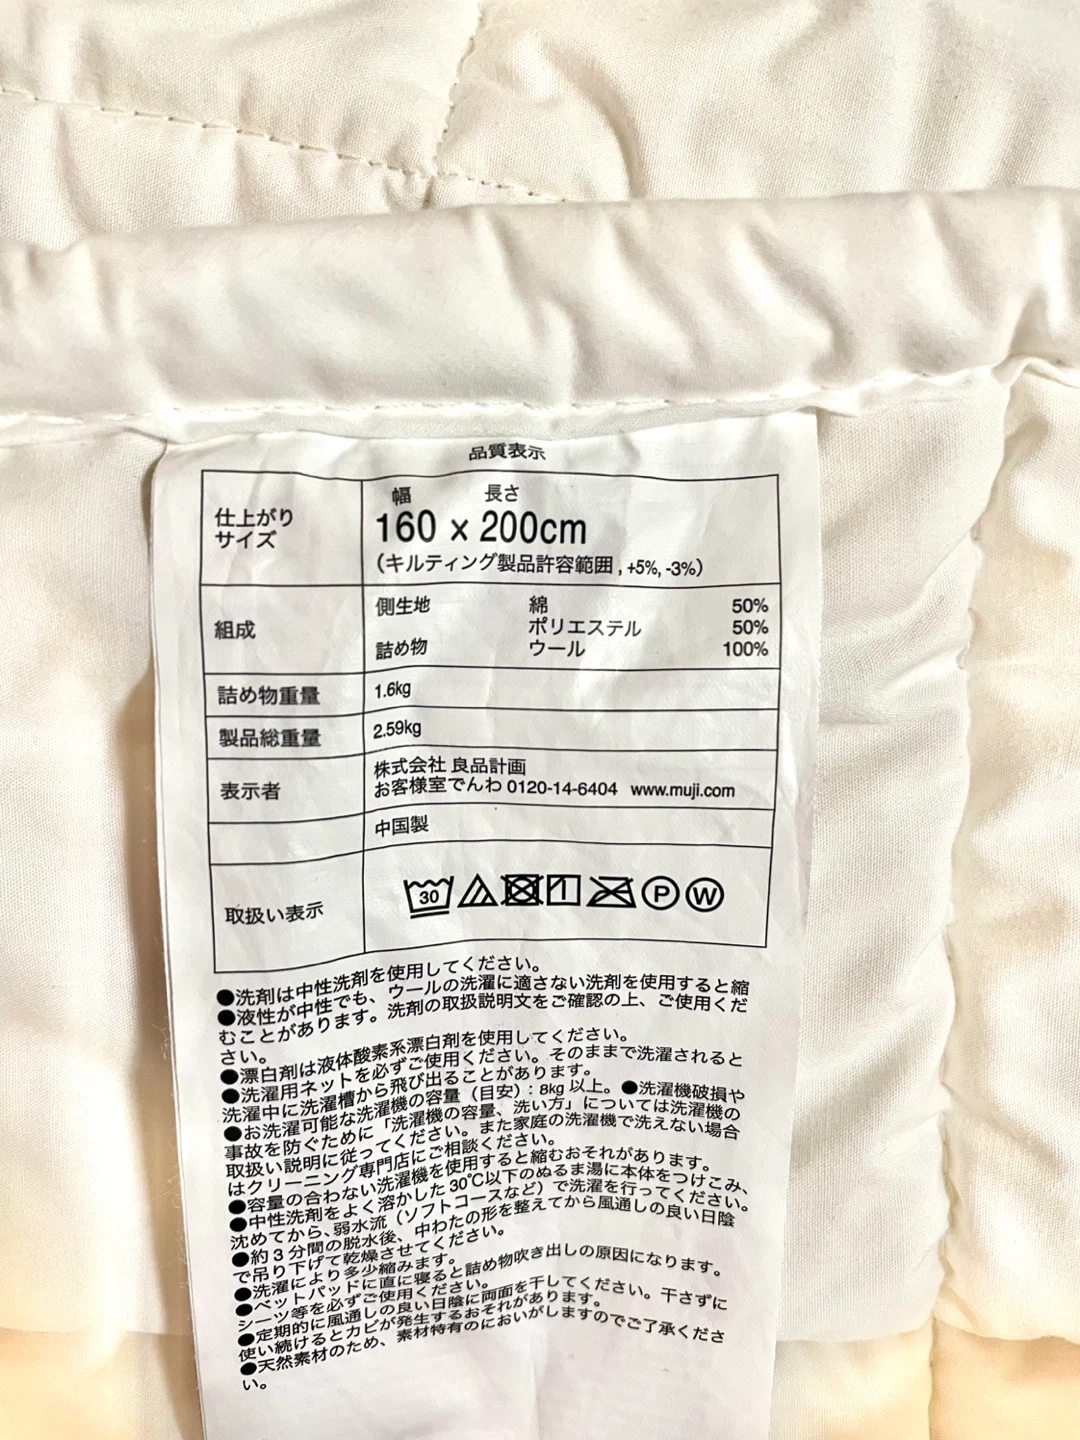 品質表示
仕上がり
サイズ
幅 長さ
160 x 200cm
(キルティング製品許容範囲, +5%, -3%)
組成
側生地 綿 50%
ポリエステル 50%
詰め物 ウール 100%
詰め物重量 1.6kg
製品総重量 2.59kg
表示者
株式会社 良品計画
お客様室でんわ 0120-14-6404 www.muji.com
中国製
取扱い表示
30 P W
●洗剤は中性洗剤を使用してください。
●液性が中性でも、ウールの洗濯に適さない洗剤を使用すると縮
むことがあります。洗剤の取扱説明文をご確認の上、ご使用くだ
さい。
●漂白剤は液体酸素系漂白剤を使用してください。
●洗濯用ネットを必ずご使用ください。そのままで洗濯されると
洗濯中に洗濯槽から飛び出ることがあります。
●お洗濯可能な洗濯機の容量（目安）：8kg 以上。●洗濯機破損や
事故を防ぐために「洗濯機の容量、洗い方」については洗濯機の
取扱い説明に従ってください。また家庭の洗濯機で洗えない場合
はクリーニング専門店にご相談ください。
●容量の合わない洗濯機を使用すると縮むおそれがあります。
●中性洗剤をよく溶かした 30℃以下のぬるま湯に本体をつけこみ、
沈めてから、弱水流（ソフトコースなど）で洗濯を行ってください。
●約3分間の脱水後、中わたの形を整えてから風通しの良い日陰
で吊り下げて乾燥させてください。
●洗濯により多少縮みます。
●ベットパッドに直に寝ると詰め物吹き出しの原因になります。
シーツ等を必ずご使用ください。
●定期的に風通しの良い日陰に両面を干してください。干さずに
使い続けるとカビが発生するおそれがあります。
●天然素材のため、素材特有のにおいがしますのでご了承くださ
い。